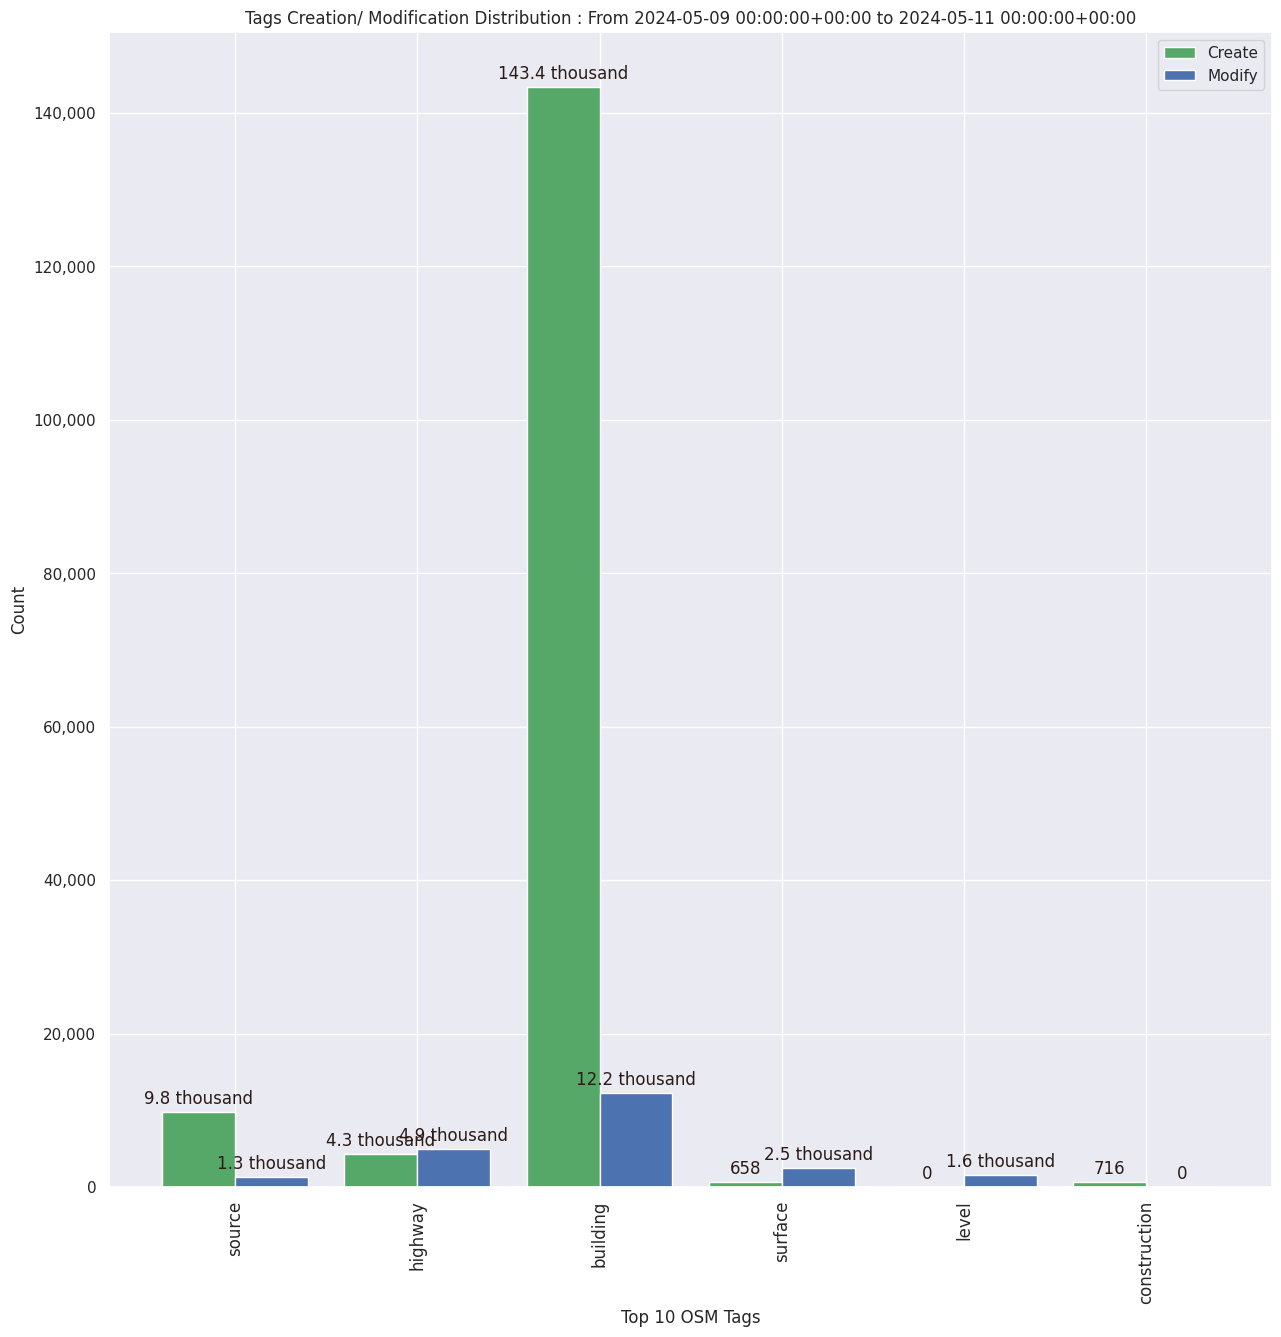 Tags Creation/ Modification Distribution : From 2024-05-09 00:00:00+00:00 to 2024-05-11 00:00:00+00:00
Create
Modify
143.4 thousand
140,000
120,000
100,000
80,000
60,000
40,000
20,000
0
Count
9.8 thousand
1.3 thousand
4.3 thousand
4.9 thousand
12.2 thousand
658
2.5 thousand
0
1.6 thousand
716
0
source
highway
building
surface
level
construction
Top 10 OSM Tags